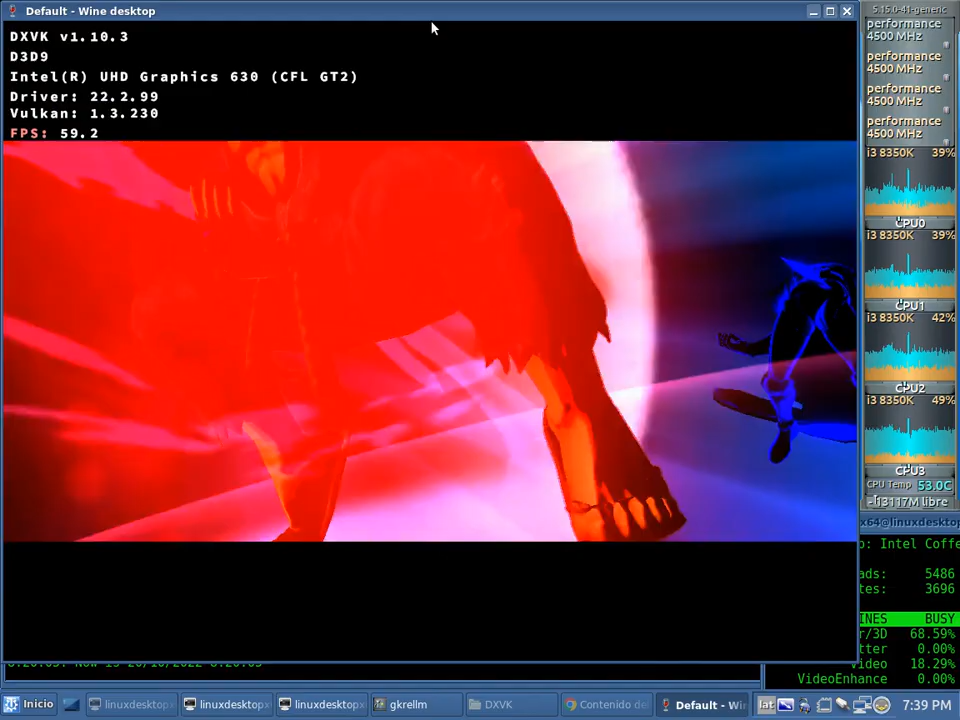 Default - Wine desktop
DXVK v1.10.3
D3D9
Intel(R) UHD Graphics 630 (CFL GT2)
Driver: 22.2.99
Vulkan: 1.3.230
FPS: 59.2
5.15.0-41-generic
performance
4500 MHz
performance
4500 MHz
performance
4500 MHz
performance
4500 MHz
i3 8350K 39%
CPU0
i3 8350K 39%
CPU1
i3 8350K 42%
CPU2
i3 8350K 49%
CPU3
CPU Temp 53.0C
13117M libre
x64@linuxdesktop
p: Intel Coffe
ads: 5486
tes: 3696
INES BUSY
r/3D 68.59%
tter 0.00%
Video 18.29%
VideoEnhance 0.00%
Inicio
linuxdesktop
linuxdesktop
linuxdesktop
gkrellm
DXVK
Contenido de
Default - Wi
lat
7:39 PM